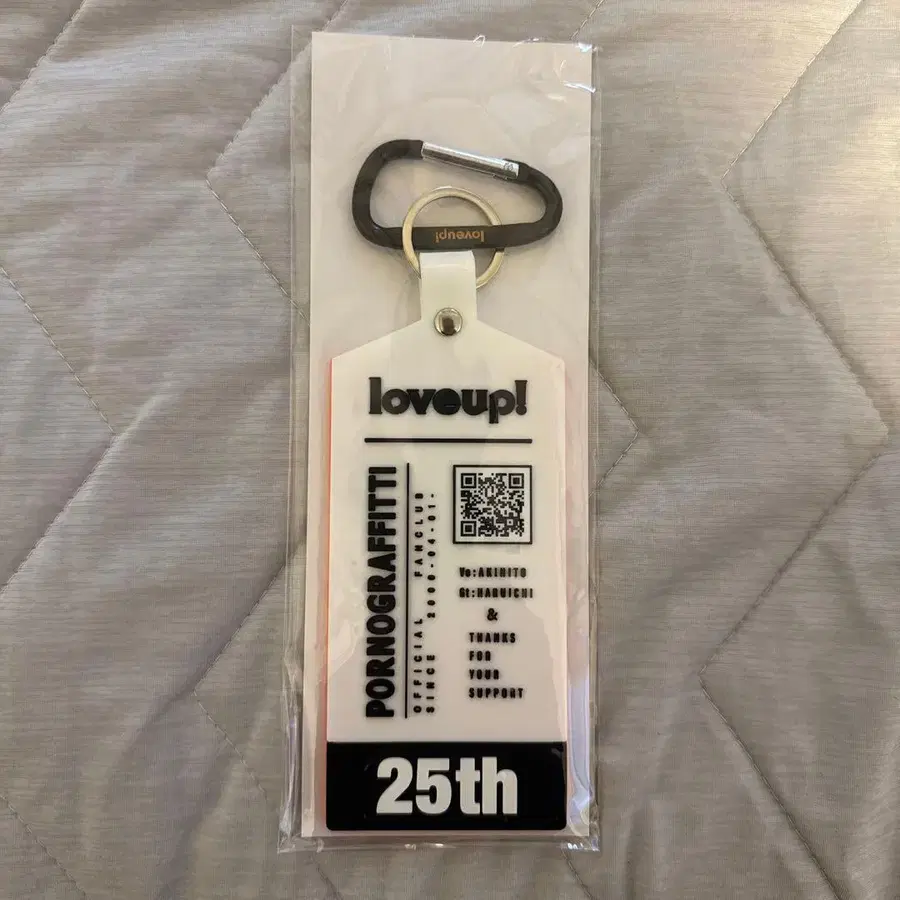 loveup!
loveup!
PORNOGRAFFITTI
OFFICIAL FANCLUB
SINCE 2000-04-01-
Vo:AKIHITO
Gt:HARUICHI
&
THANKS
FOR
YOUR
SUPPORT
25th